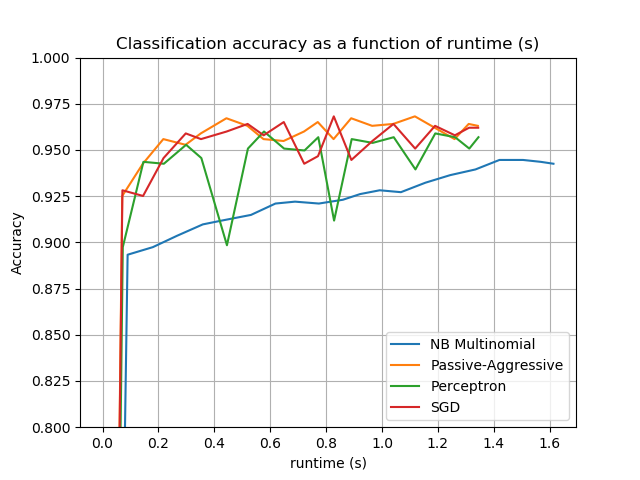 Classification accuracy as a function of runtime (s)
1.000
0.975
0.950
0.925
0.900
0.875
0.850
0.825
0.800
Accuracy
NB Multinomial
Passive-Aggressive
Perceptron
SGD
0.0 0.2 0.4 0.6 0.8 1.0 1.2 1.4 1.6
runtime (s)